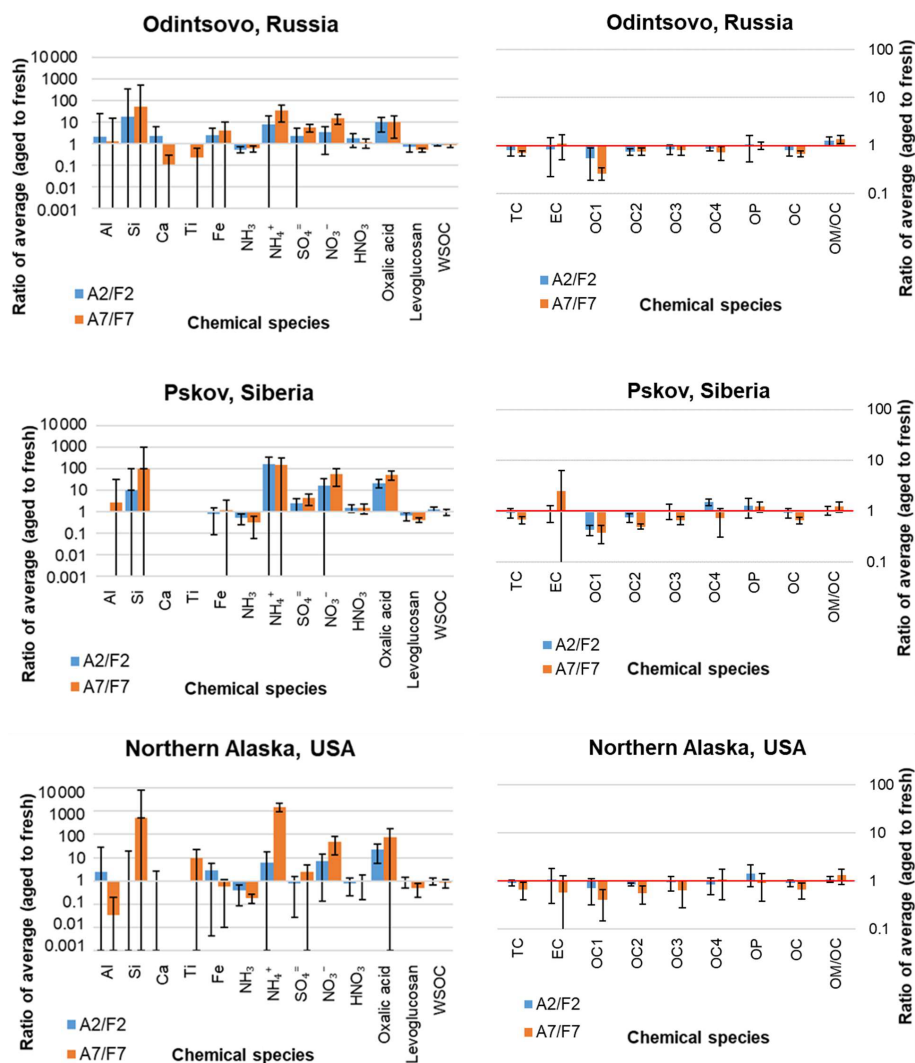 Odintsovo, Russia
Ratio of average (aged to fresh)
10 000
1000
100
10
1
0.1
0.01
0.001
Al
Si
Ca
Ti
Fe
NH₃
NH₄⁺
SO₄⁼
NO₃⁻
HNO₃
Oxalic acid
Levoglucosan
WSOC
A2/F2
A7/F7
Chemical species
100
10
1
0.1
Ratio of average (aged to fresh)
TC
EC
OC1
OC2
OC3
OC4
OP
OC
OM/OC
A2/F2
A7/F7
Chemical species
Pskov, Siberia
Ratio of average (aged to fresh)
10 000
1000
100
10
1
0.1
0.01
0.001
Al
Si
Ca
Ti
Fe
NH₃
NH₄⁺
SO₄⁼
NO₃⁻
HNO₃
Oxalic acid
Levoglucosan
WSOC
A2/F2
A7/F7
Chemical species
Pskov, Siberia
100
10
1
0.1
Ratio of average (aged to fresh)
TC
EC
OC1
OC2
OC3
OC4
OP
OC
OM/OC
A2/F2
A7/F7
Chemical species
Northern Alaska, USA
Ratio of average (aged to fresh)
10 000
1000
100
10
1
0.1
0.01
0.001
Al
Si
Ca
Ti
Fe
NH₃
NH₄⁺
SO₄⁼
NO₃⁻
HNO₃
Oxalic acid
Levoglucosan
WSOC
A2/F2
A7/F7
Chemical species
Northern Alaska, USA
100
10
1
0.1
Ratio of average (aged to fresh)
TC
EC
OC1
OC2
OC3
OC4
OP
OC
OM/OC
A2/F2
A7/F7
Chemical species